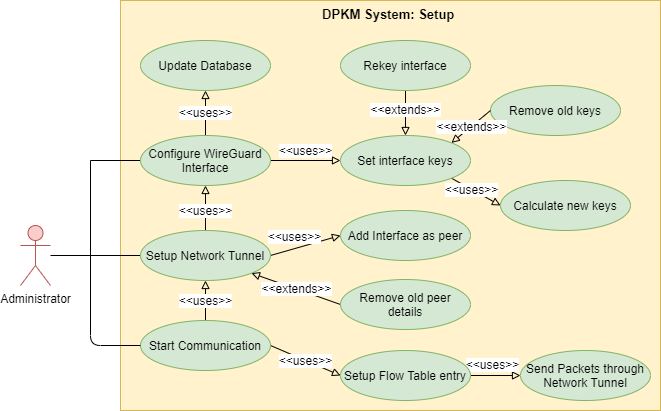 DPKM System: Setup
Update Database
Rekey interface
Remove old keys
<<uses>>
<<extends>>
<<extends>>
Configure WireGuard
Interface
<<uses>>
Set interface keys
<<uses>>
Calculate new keys
<<uses>>
Add Interface as peer
<<uses>>
Setup Network Tunnel
<<extends>>
Remove old peer
details
Administrator
<<uses>>
Start Communication
<<uses>>
Setup Flow Table entry
<<uses>>
Send Packets through
Network Tunnel